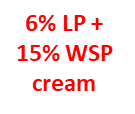 6% LP +
15% WSP
cream